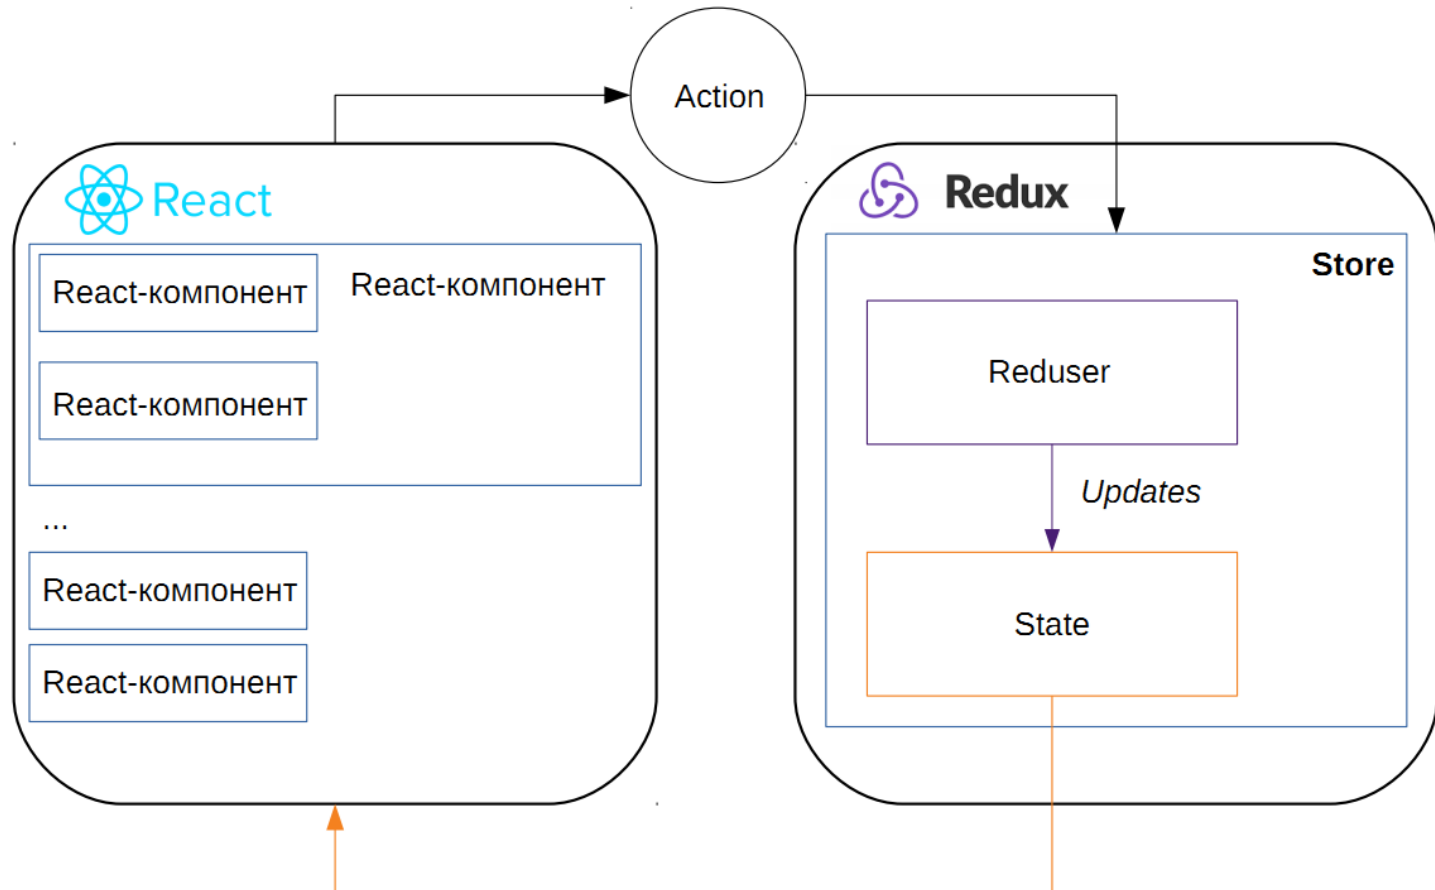 Action
React
React-компонент
React-компонент
React-компонент
...
React-компонент
React-компонент
Redux
Store
Reduser
Updates
State